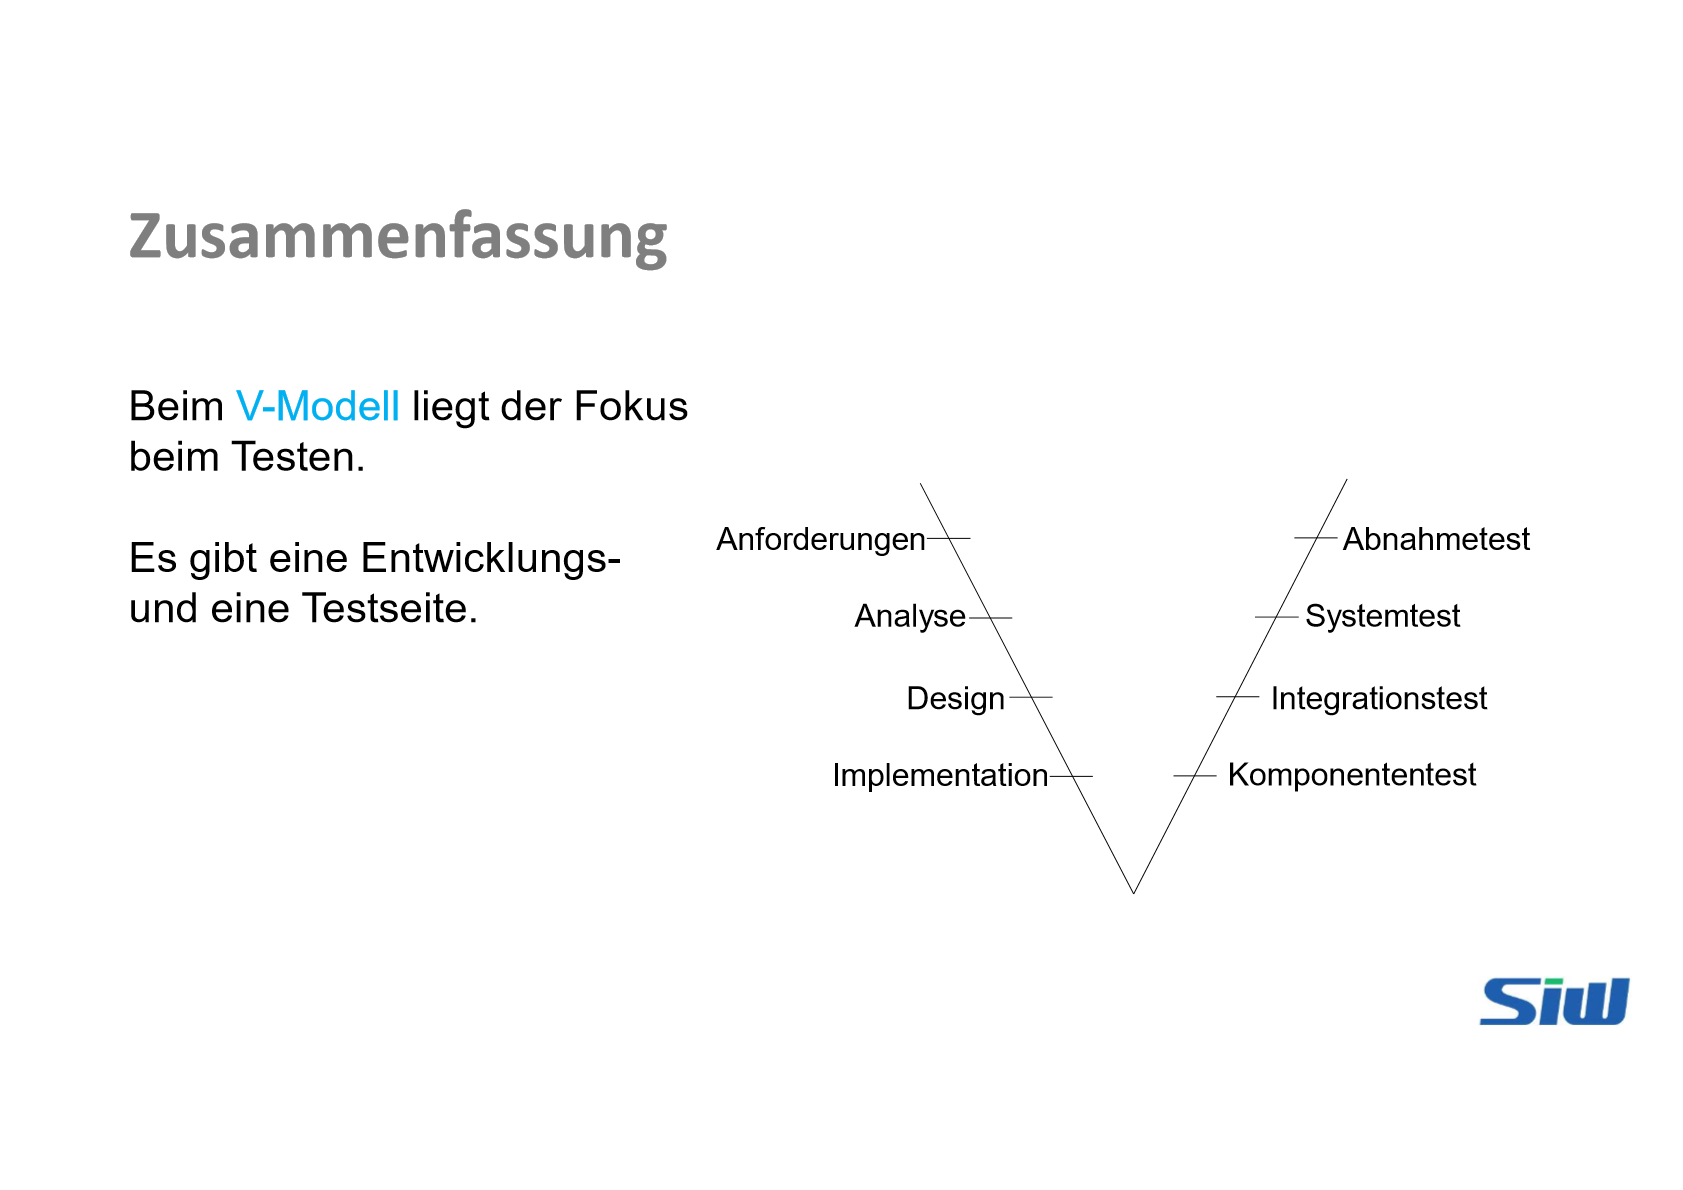 Zusammenfassung
Beim V-Modell liegt der Fokus
beim Testen.
Es gibt eine Entwicklungs-
und eine Testseite.
Anforderungen
Abnahmetest
Analyse
Systemtest
Design
Integrationstest
Implementation
Komponententest
Siw